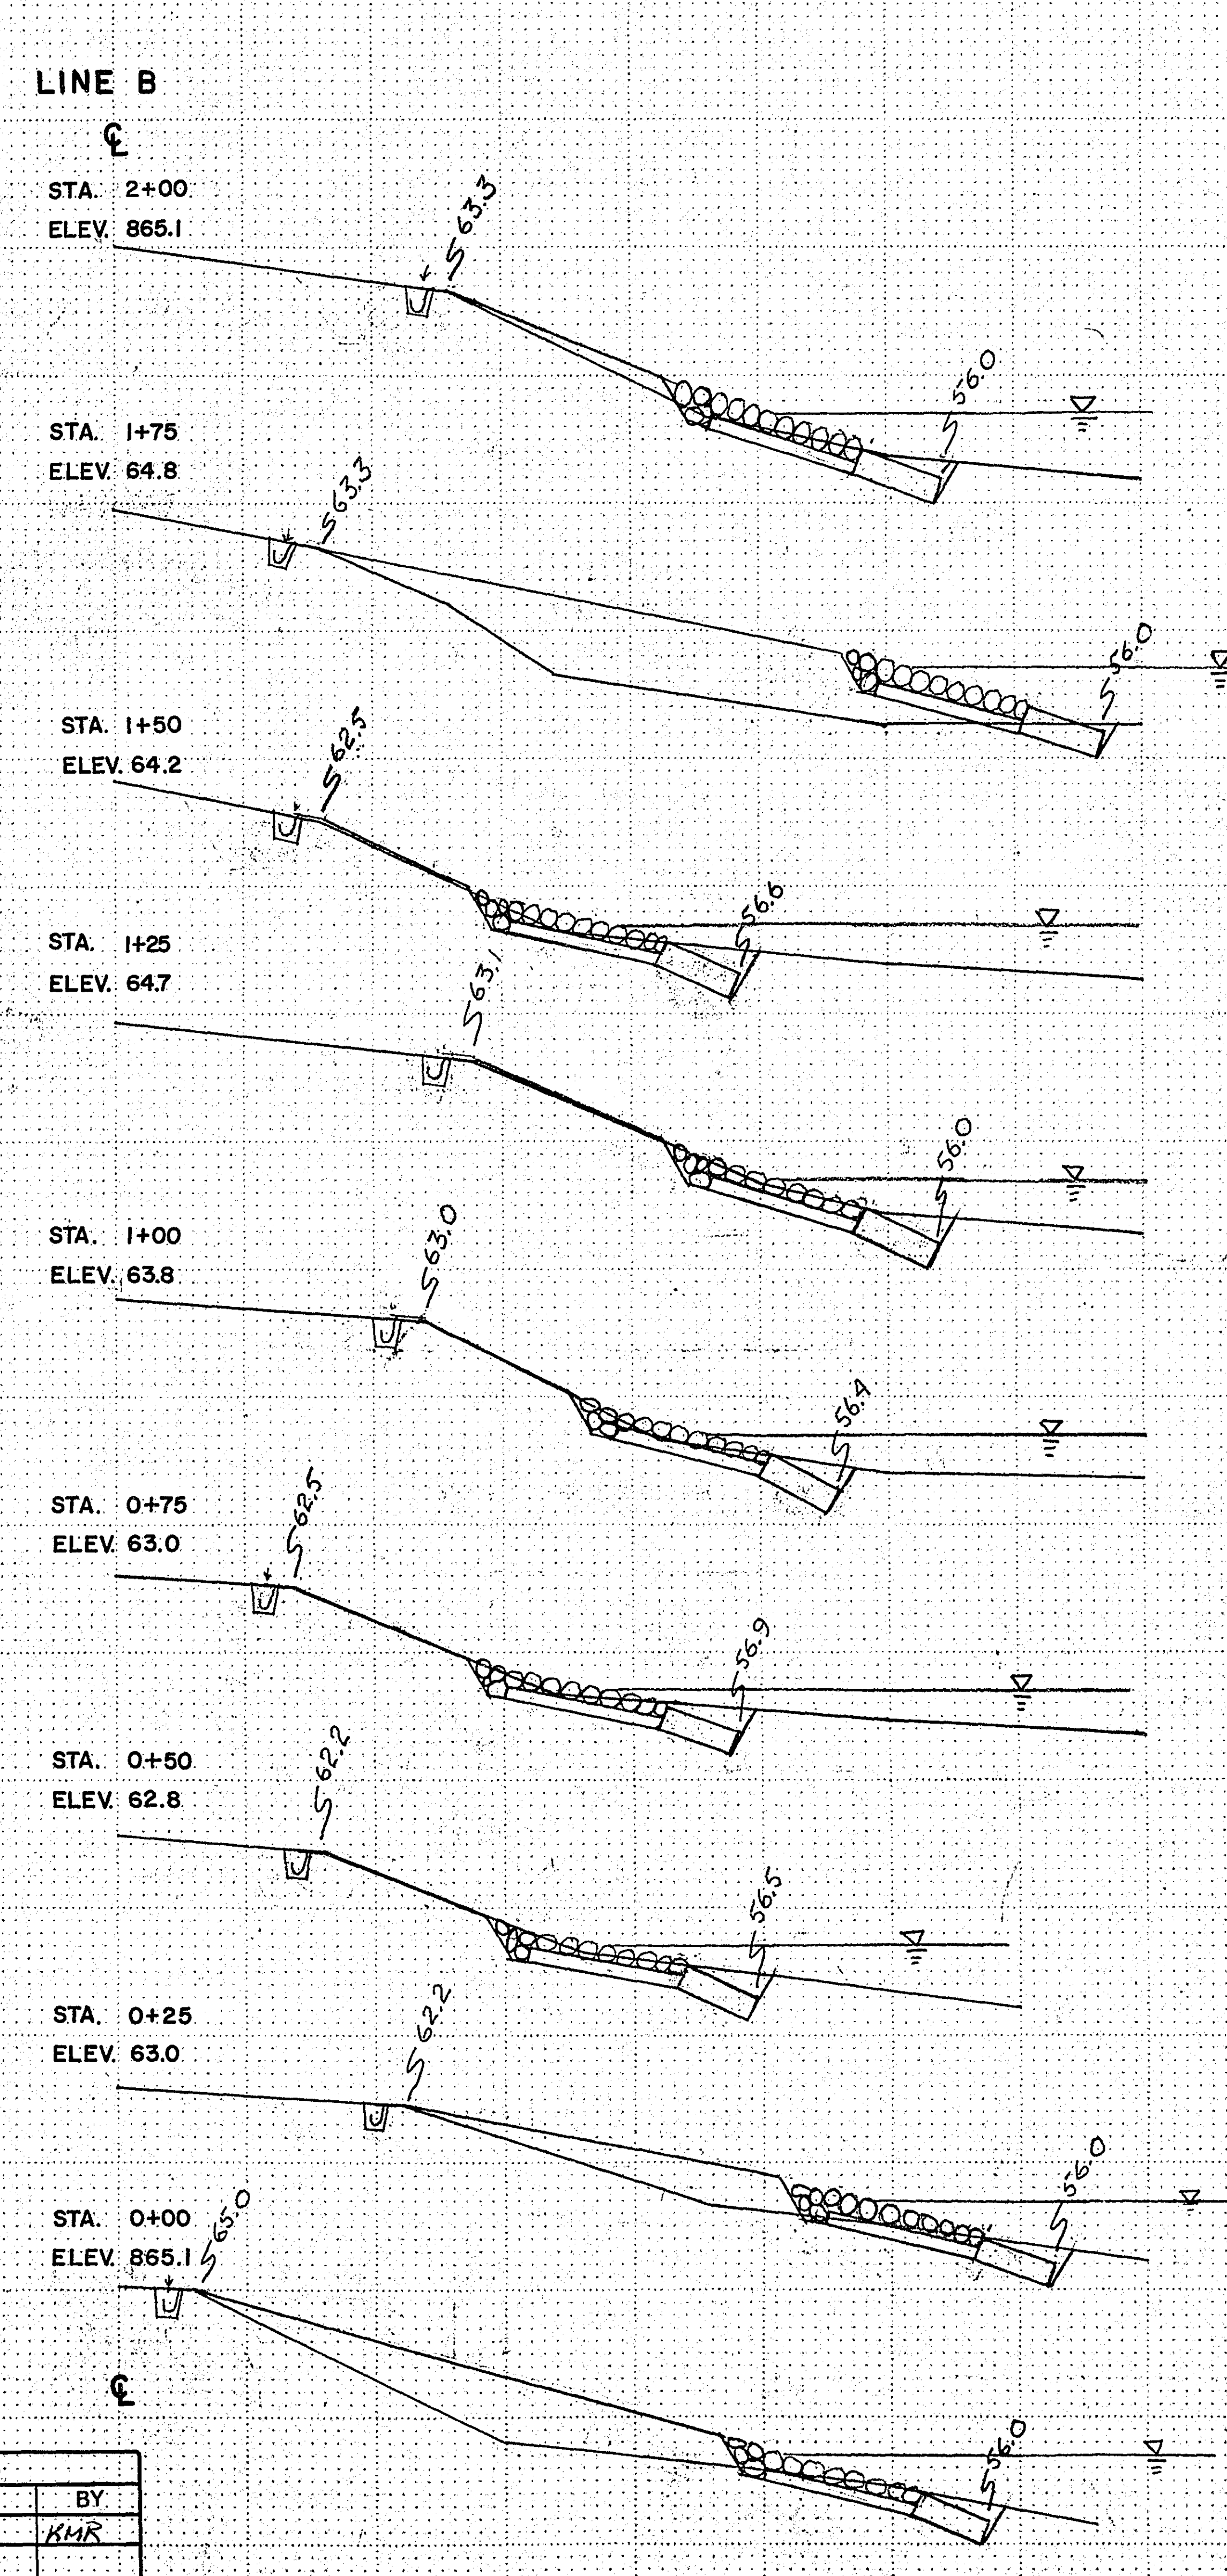 LINE B
℄
STA. 2+00
ELEV. 865.1
63.3
56.0
STA. 1+75
ELEV. 64.8
63.3
56.0
STA. 1+50
ELEV. 64.2
62.5
56.6
STA. 1+25
ELEV. 64.7
63.1
56.0
STA. 1+00
ELEV. 63.8
63.0
56.4
STA. 0+75
ELEV. 63.0
62.5
56.9
STA. 0+50
ELEV. 62.8
62.2
56.5
STA. 0+25
ELEV. 63.0
62.2
56.0
STA. 0+00
ELEV. 865.1
65.0
56.0
℄
BY
KMR